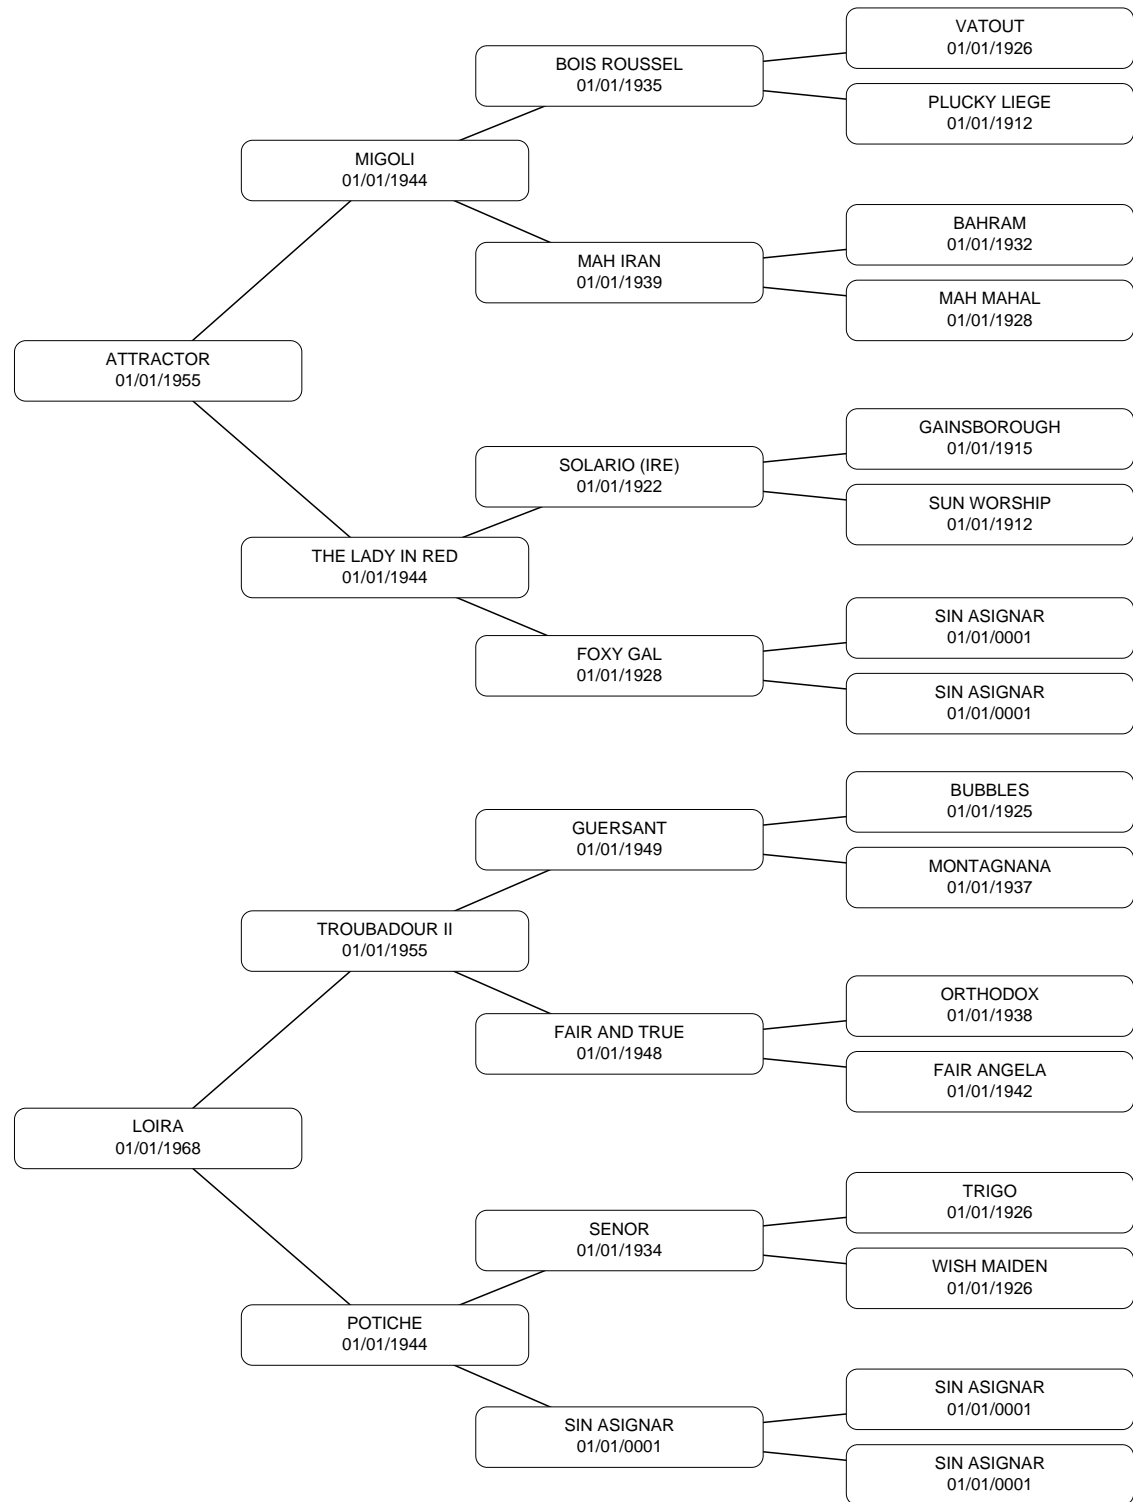 VATOUT
01/01/1926
BOIS ROUSSEL
01/01/1935
PLUCKY LIEGE
01/01/1912
MIGOLI
01/01/1944
BAHRAM
01/01/1932
MAH IRAN
01/01/1939
MAH MAHAL
01/01/1928
ATTRACTOR
01/01/1955
GAINSBOROUGH
01/01/1915
SOLARIO (IRE)
01/01/1922
SUN WORSHIP
01/01/1912
THE LADY IN RED
01/01/1944
SIN ASIGNAR
01/01/0001
FOXY GAL
01/01/1928
SIN ASIGNAR
01/01/0001
BUBBLES
01/01/1925
GUERSANT
01/01/1949
MONTAGNANA
01/01/1937
TROUBADOUR II
01/01/1955
ORTHODOX
01/01/1938
FAIR AND TRUE
01/01/1948
FAIR ANGELA
01/01/1942
LOIRA
01/01/1968
TRIGO
01/01/1926
SENOR
01/01/1934
WISH MAIDEN
01/01/1926
POTICHE
01/01/1944
SIN ASIGNAR
01/01/0001
SIN ASIGNAR
01/01/0001
SIN ASIGNAR
01/01/0001